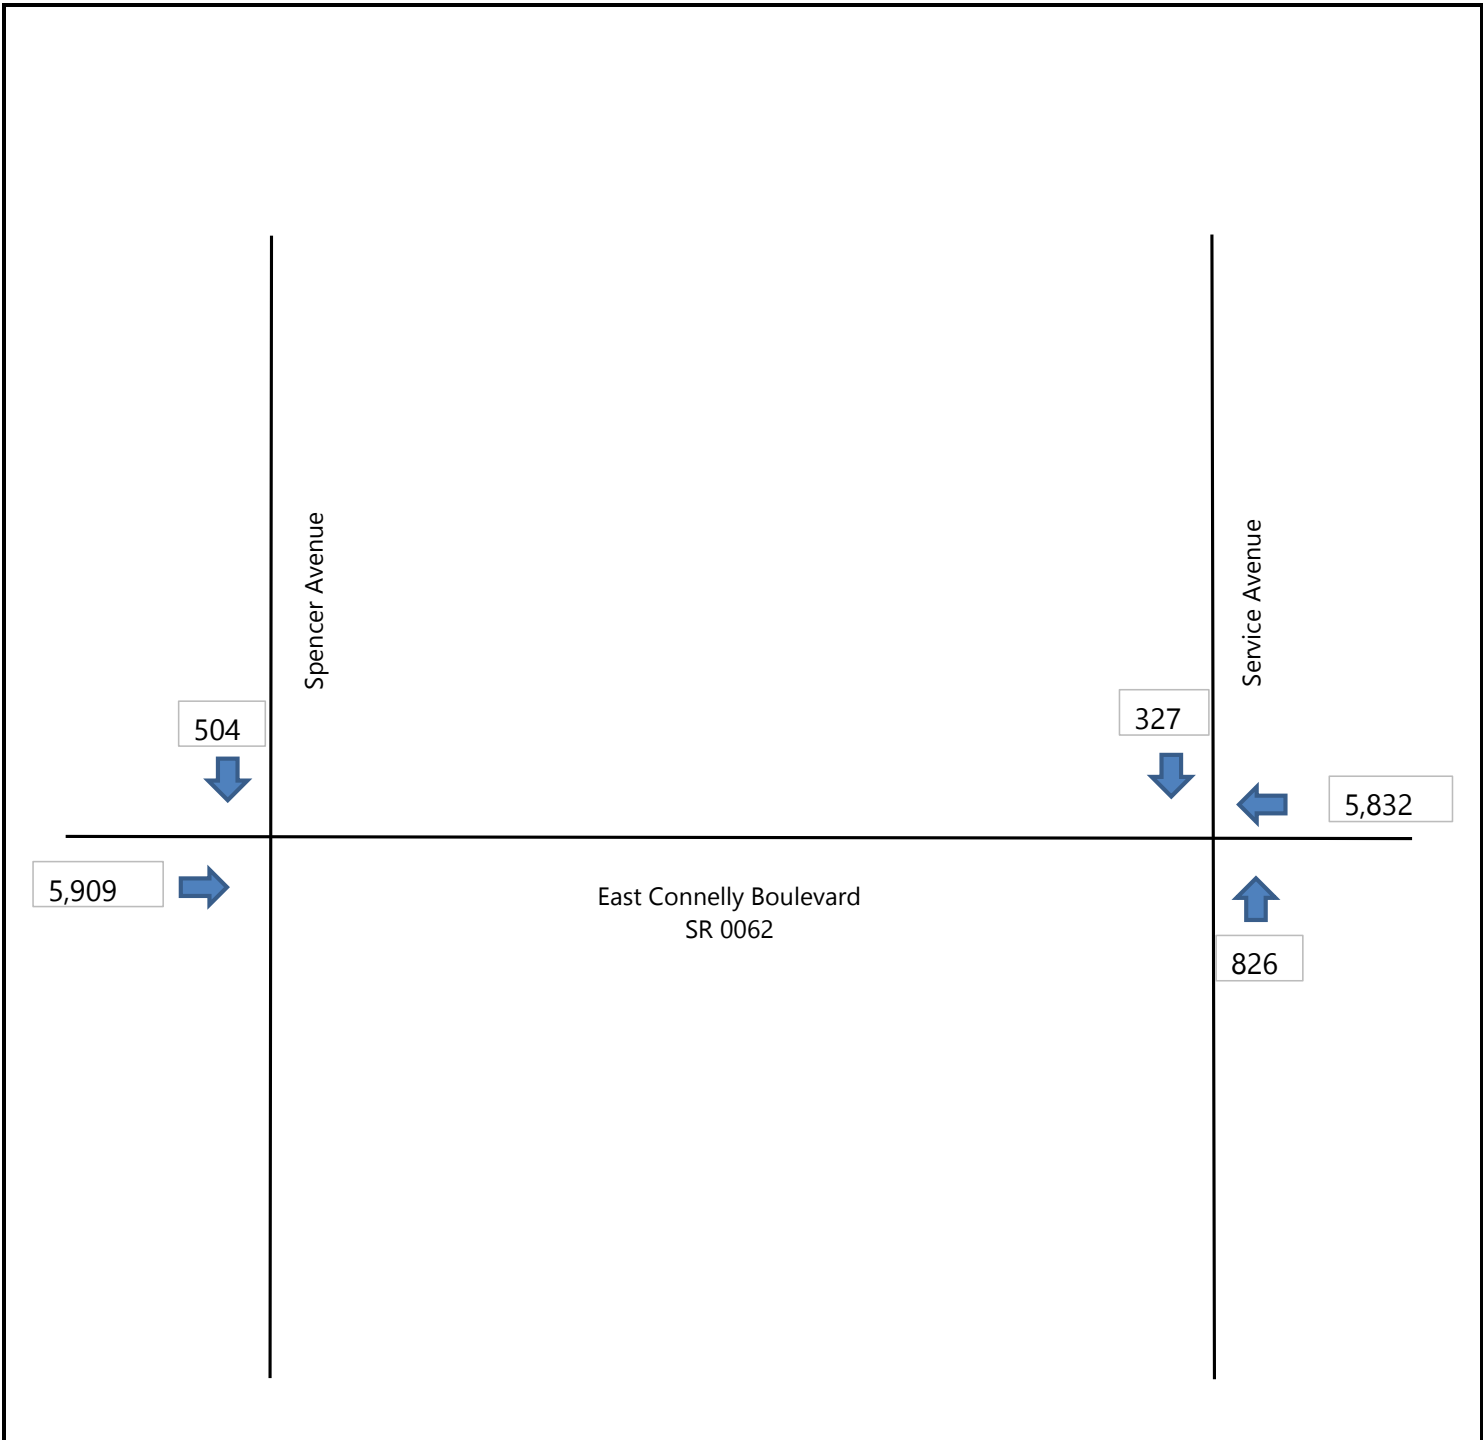 Spencer Avenue
Service Avenue
504
327
5,832
5,909
East Connelly Boulevard
SR 0062
826